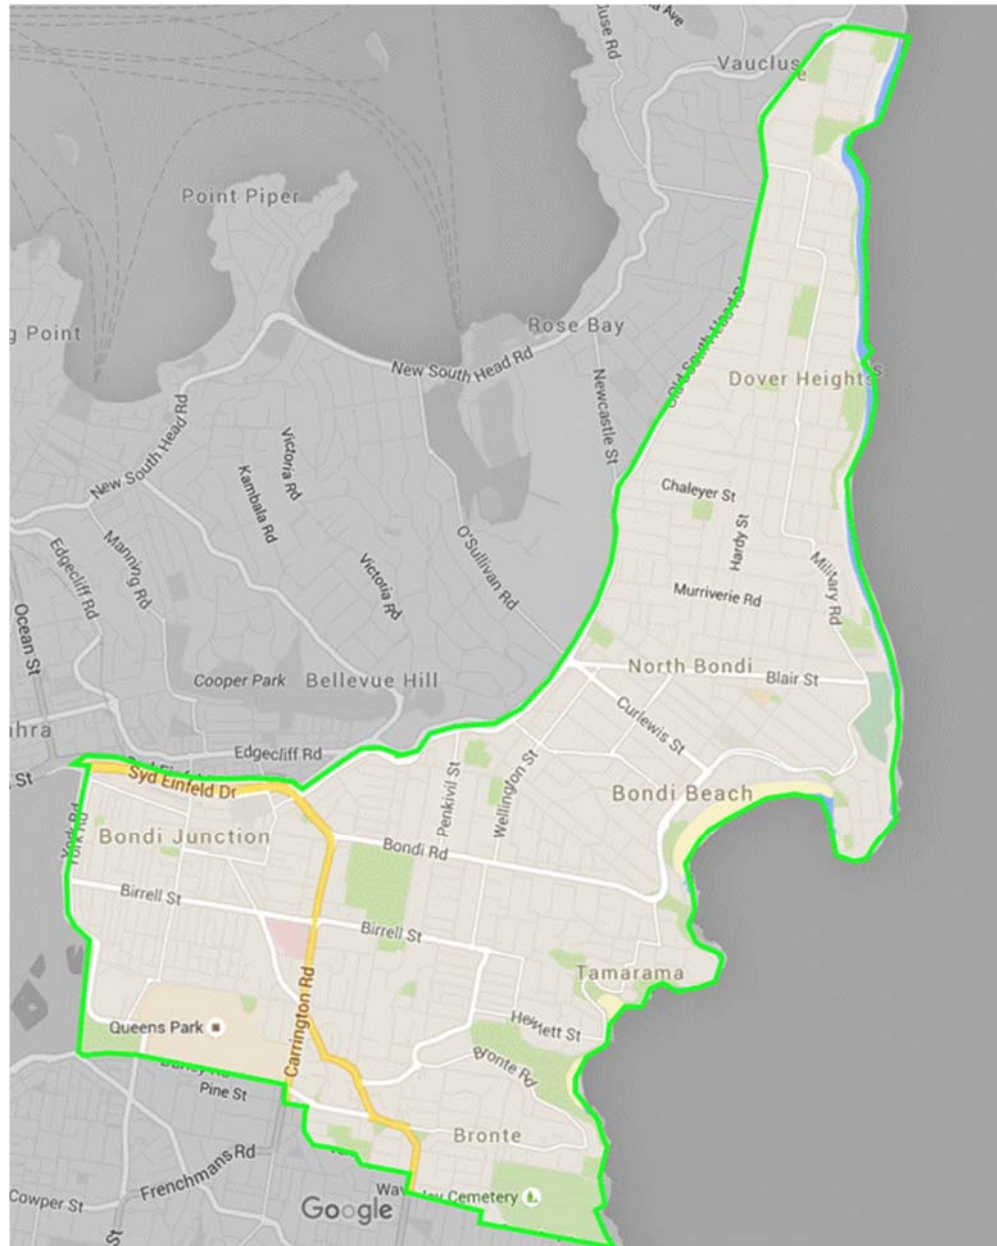 Vaucluse
Point Piper
g Point
Rose Bay
New South Head Rd
Old South Head Rd
Dover Heights
Newcastle St
New South Head Rd
Victoria Rd
Kambala Rd
Chaleyer St
Hardy St
O'Sullivan Rd
Edgecliff Rd
Manning Rd
Victoria Rd
Military Rd
Murriverie Rd
Ocean St
Cooper Park
Bellevue Hill
North Bondi
Blair St
Curlewis St
hra
St
Edgecliff Rd
Syd Einfeld Dr
Penkivil St
Wellington St
Bondi Beach
York Rd
Bondi Junction
Bondi Rd
Birrell St
Birrell St
Tamarama
Carrington Rd
Queens Park
Bronte Rd
Pine St
Bronte
Frenchmans Rd
Cowper St
St
Google
Cemetery